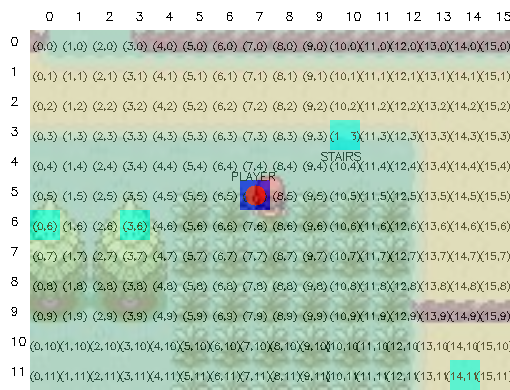 0 1 2 3 4 5 6 7 8 9 10 11 12 13 14 15
0 (0,0) (1,0) (2,0) (3,0) (4,0) (5,0) (6,0) (7,0) (8,0) (9,0) (10,0) (11,0) (12,0) (13,0) (14,0) (15,0)
1 (0,1) (1,1) (2,1) (3,1) (4,1) (5,1) (6,1) (7,1) (8,1) (9,1) (10,1) (11,1) (12,1) (13,1) (14,1) (15,1)
2 (0,2) (1,2) (2,2) (3,2) (4,2) (5,2) (6,2) (7,2) (8,2) (9,2) (10,2) (11,2) (12,2) (13,2) (14,2) (15,2)
3 (0,3) (1,3) (2,3) (3,3) (4,3) (5,3) (6,3) (7,3) (8,3) (9,3) (1 3) (11,3) (12,3) (13,3) (14,3) (15,3)
STAIRS
4 (0,4) (1,4) (2,4) (3,4) (4,4) (5,4) (6,4) (7,4) (8,4) (9,4) (10,4) (11,4) (12,4) (13,4) (14,4) (15,4)
PLAYER
5 (0,5) (1,5) (2,5) (3,5) (4,5) (5,5) (6,5) (8,5) (9,5) (10,5) (11,5) (12,5) (13,5) (14,5) (15,5)
6 (0,6) (1,6) (2,6) (3,6) (4,6) (5,6) (6,6) (7,6) (8,6) (9,6) (10,6) (11,6) (12,6) (13,6) (14,6) (15,6)
7 (0,7) (1,7) (2,7) (3,7) (4,7) (5,7) (6,7) (7,7) (8,7) (9,7) (10,7) (11,7) (12,7) (13,7) (14,7) (15,7)
8 (0,8) (1,8) (2,8) (3,8) (4,8) (5,8) (6,8) (7,8) (8,8) (9,8) (10,8) (11,8) (12,8) (13,8) (14,8) (15,8)
9 (0,9) (1,9) (2,9) (3,9) (4,9) (5,9) (6,9) (7,9) (8,9) (9,9) (10,9) (11,9) (12,9) (13,9) (14,9) (15,9)
10 (0,10) (1,10) (2,10) (3,10) (4,10) (5,10) (6,10) (7,10) (8,10) (9,10) (10,10) (11,10) (12,10) (13,10) (14,10) (15,10)
11 (0,11) (1,11) (2,11) (3,11) (4,11) (5,11) (6,11) (7,11) (8,11) (9,11) (10,11) (11,11) (12,11) (13,11) (14,11) (15,11)